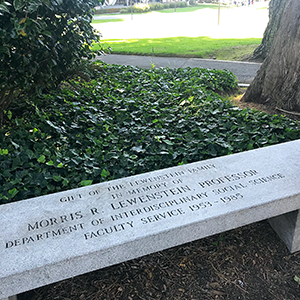 GIFT OF THE LEWENSTEIN FAMILY
IN MEMORY OF
MORRIS R. LEWENSTEIN, PROFESSOR
DEPARTMENT OF INTERDISCIPLINARY SOCIAL SCIENCE
FACULTY SERVICE 1953 - 1985